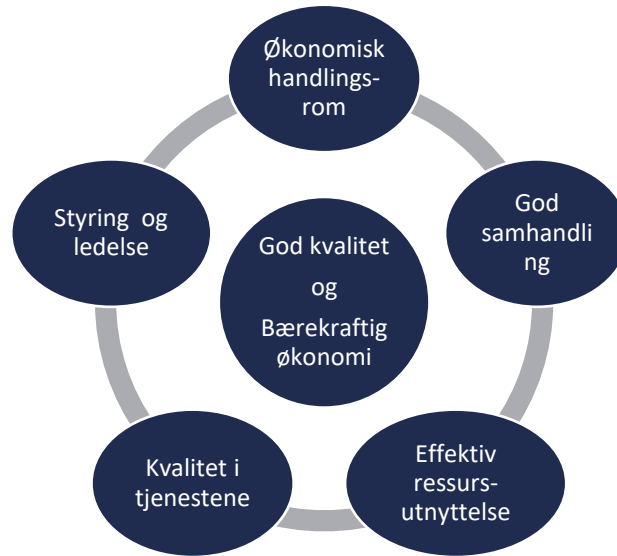 Økonomisk
handlings-
rom
God
samhandli
ng
Effektiv
ressurs-
utnyttelse
Kvalitet i
tjenestene
Styring og
ledelse
God kvalitet
og
Bærekraftig
økonomi